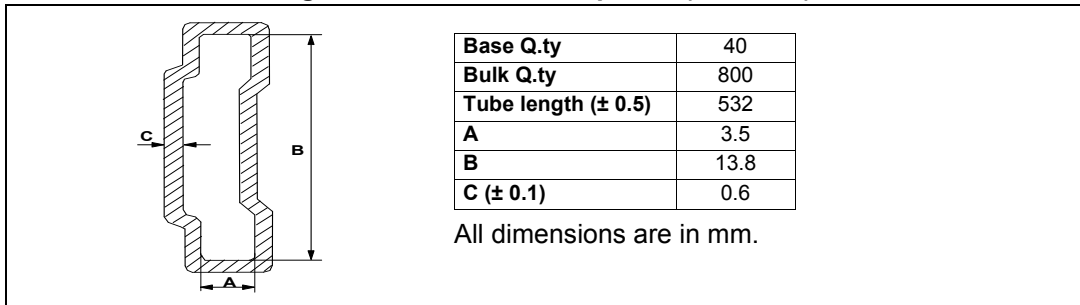 C
B
A
Base Q.ty 40
Bulk Q.ty 800
Tube length (± 0.5) 532
A 3.5
B 13.8
C (± 0.1) 0.6
All dimensions are in mm.